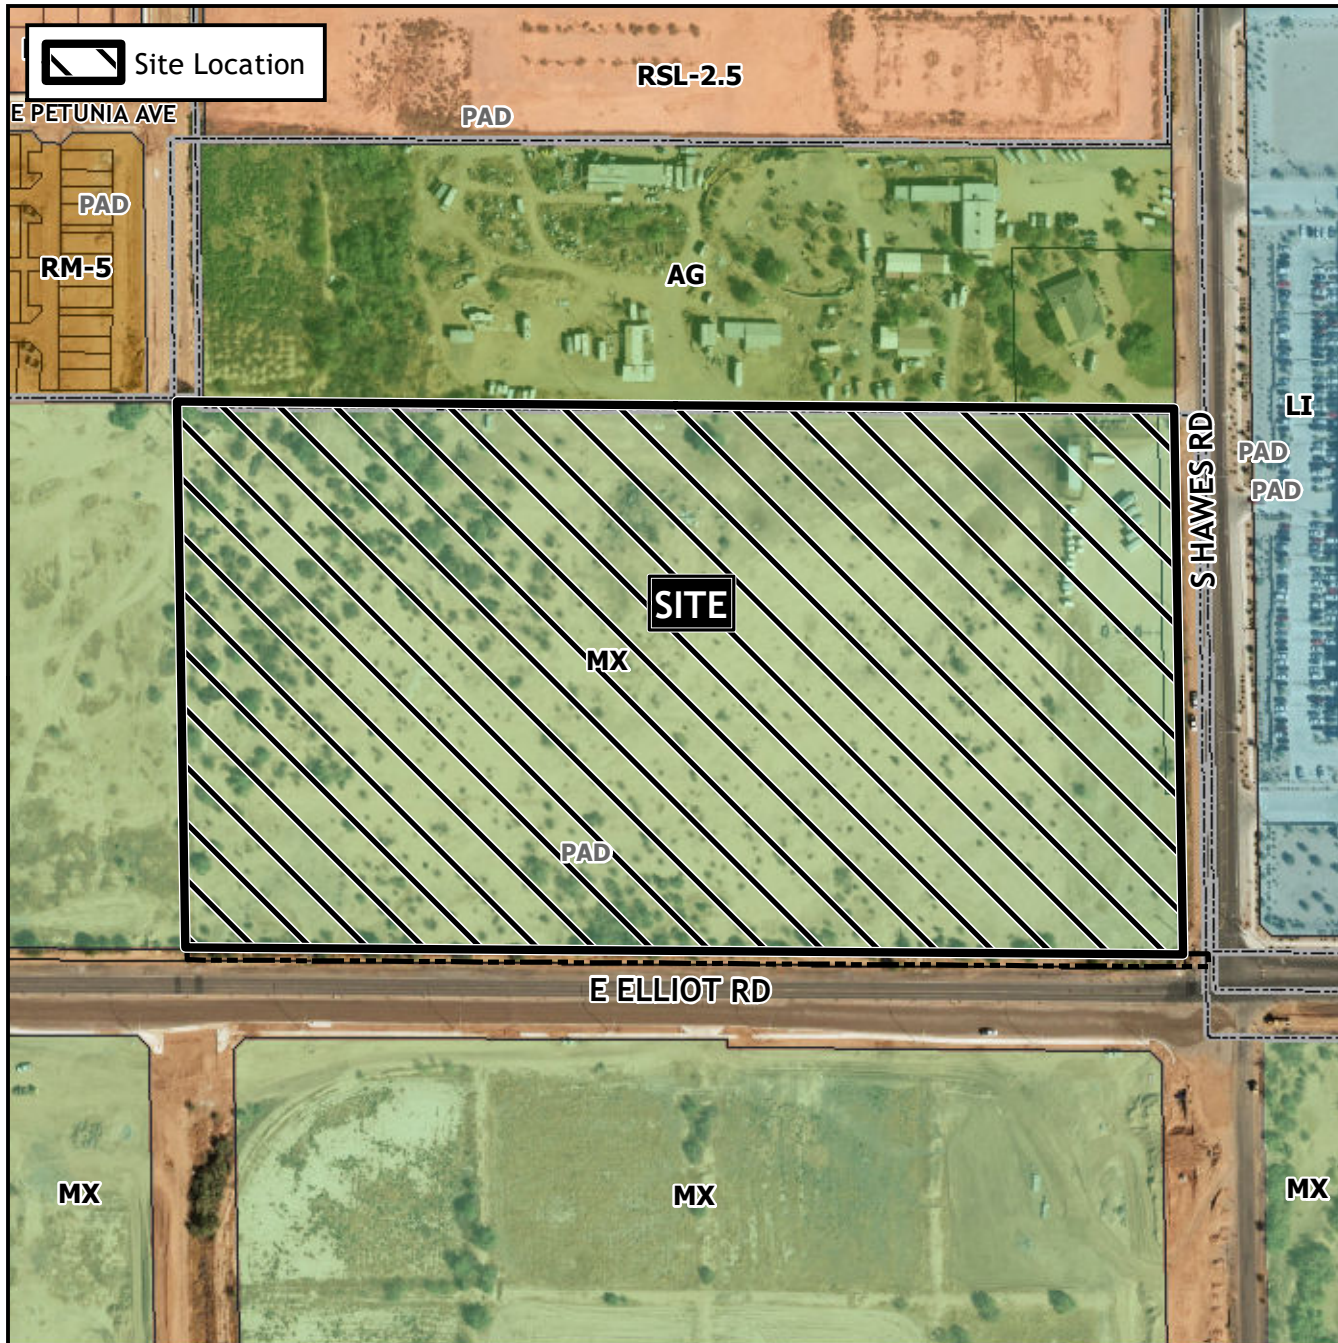 Site Location
RSL-2.5
PAD
E PETUNIA AVE
PAD
RM-5
AG
LI
PAD
PAD
S HAWES RD
SITE
MX
PAD
E ELLIOT RD
MX
MX
MX